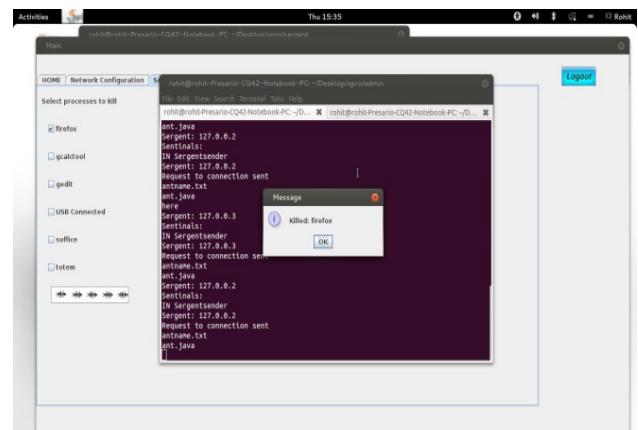 Activities
Thu 15:35
Rohit
rohit@rohit-Presario-CQ42-Notebook-PC: ~/Desktop/xpro/sergent
Main
HOME
Network Configuration
Logout
Select processes to kill
firefox
gcalctool
gedit
USB Connected
soffice
totem
rohit@rohit-Presario-CQ42-Notebook-PC: ~/Desktop/xpro/admin
File Edit View Search Terminal Tabs Help
rohit@rohit-Presario-CQ42-Notebook-PC: ~/D...
rohit@rohit-Presario-CQ42-Notebook-PC: ~/D...
ant.java
Sergent: 127.0.0.2
Sentinals:
IN Sergentsender
Sergent: 127.0.0.2
Request to connection sent
antname.txt
ant.java
here
Sergent: 127.0.0.3
Sentinals:
IN Sergentsender
Sergent: 127.0.0.3
Request to connection sent
antname.txt
ant.java
Sergent: 127.0.0.2
Sentinals:
IN Sergentsender
Sergent: 127.0.0.2
Request to connection sent
antname.txt
ant.java
Message
Killed: firefox
OK